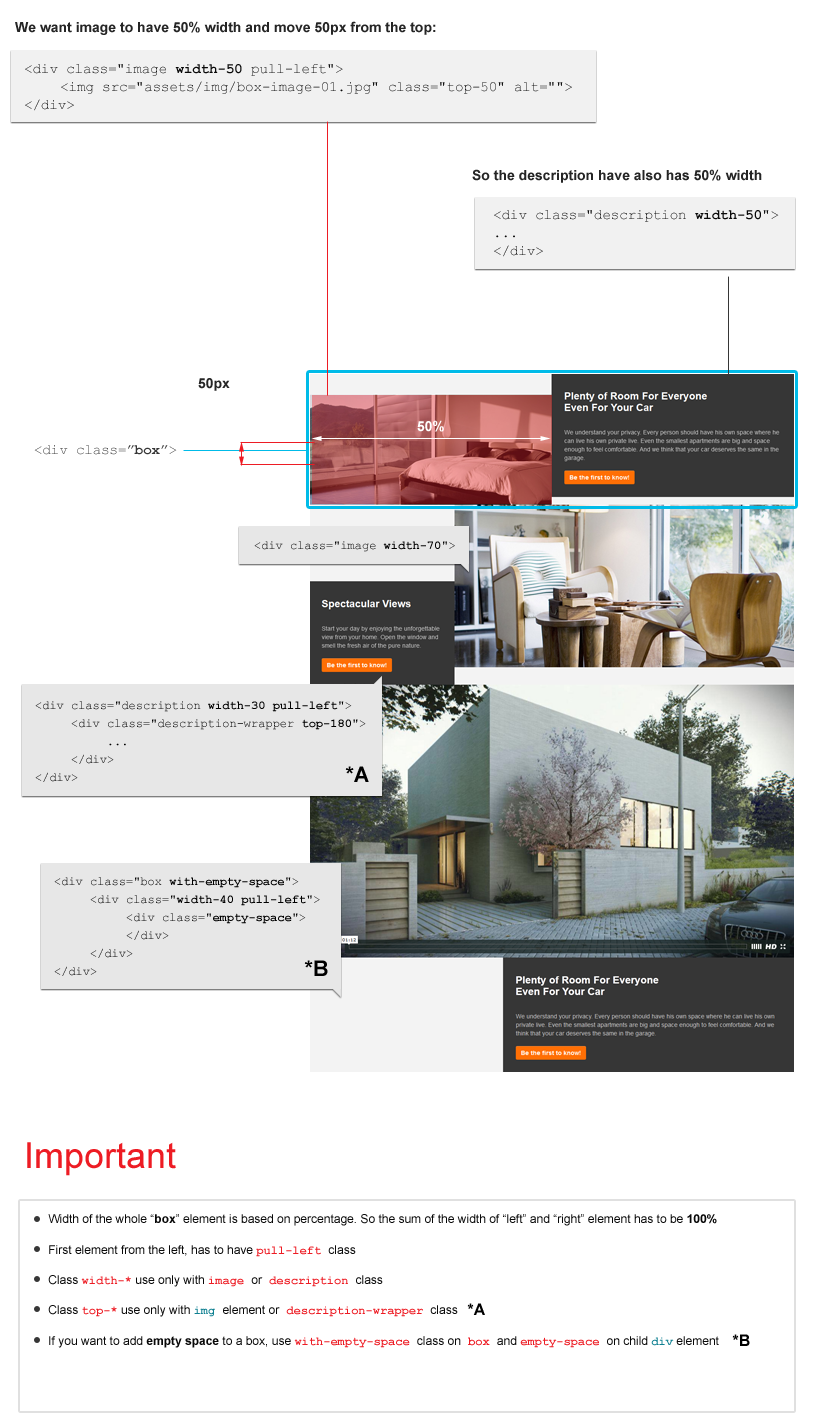 We want image to have 50% width and move 50px from the top:
<div class="image width-50 pull-left">
<img src="assets/img/box-image-01.jpg" class="top-50" alt="">
</div>
So the description have also has 50% width
<div class="description width-50">
...
</div>
50px
<div class=”box”>
50%
Plenty of Room For Everyone
Even For Your Car
We understand your privacy. Every person should have his own space where he
can live his own private live. Even the smallest apartments are big and space
enough to feel comfortable. And we think that your car deserves the same in the
garage.
Be the first to know!
<div class="image width-70">
Spectacular Views
Start your day by enjoying the unforgettable
view from your home. Open the window and
smell the fresh air of the pure nature.
Be the first to know!
<div class="description width-30 pull-left">
<div class="description-wrapper top-180">
...
</div>
</div>
*A
<div class="box with-empty-space">
<div class="width-40 pull-left">
<div class="empty-space">
</div>
</div>
</div>
*B
01:12
HD
Plenty of Room For Everyone
Even For Your Car
We understand your privacy. Every person should have his own space where he can live his own
private live. Even the smallest apartments are big and space enough to feel comfortable. And we
think that your car deserves the same in the garage.
Be the first to know!
Important
Width of the whole “box” element is based on percentage. So the sum of the width of “left” and “right” element has to be 100%
First element from the left, has to have pull-left class
Class width-* use only with image or description class
Class top-* use only with img element or description-wrapper class *A
If you want to add empty space to a box, use with-empty-space class on box and empty-space on child div element *B